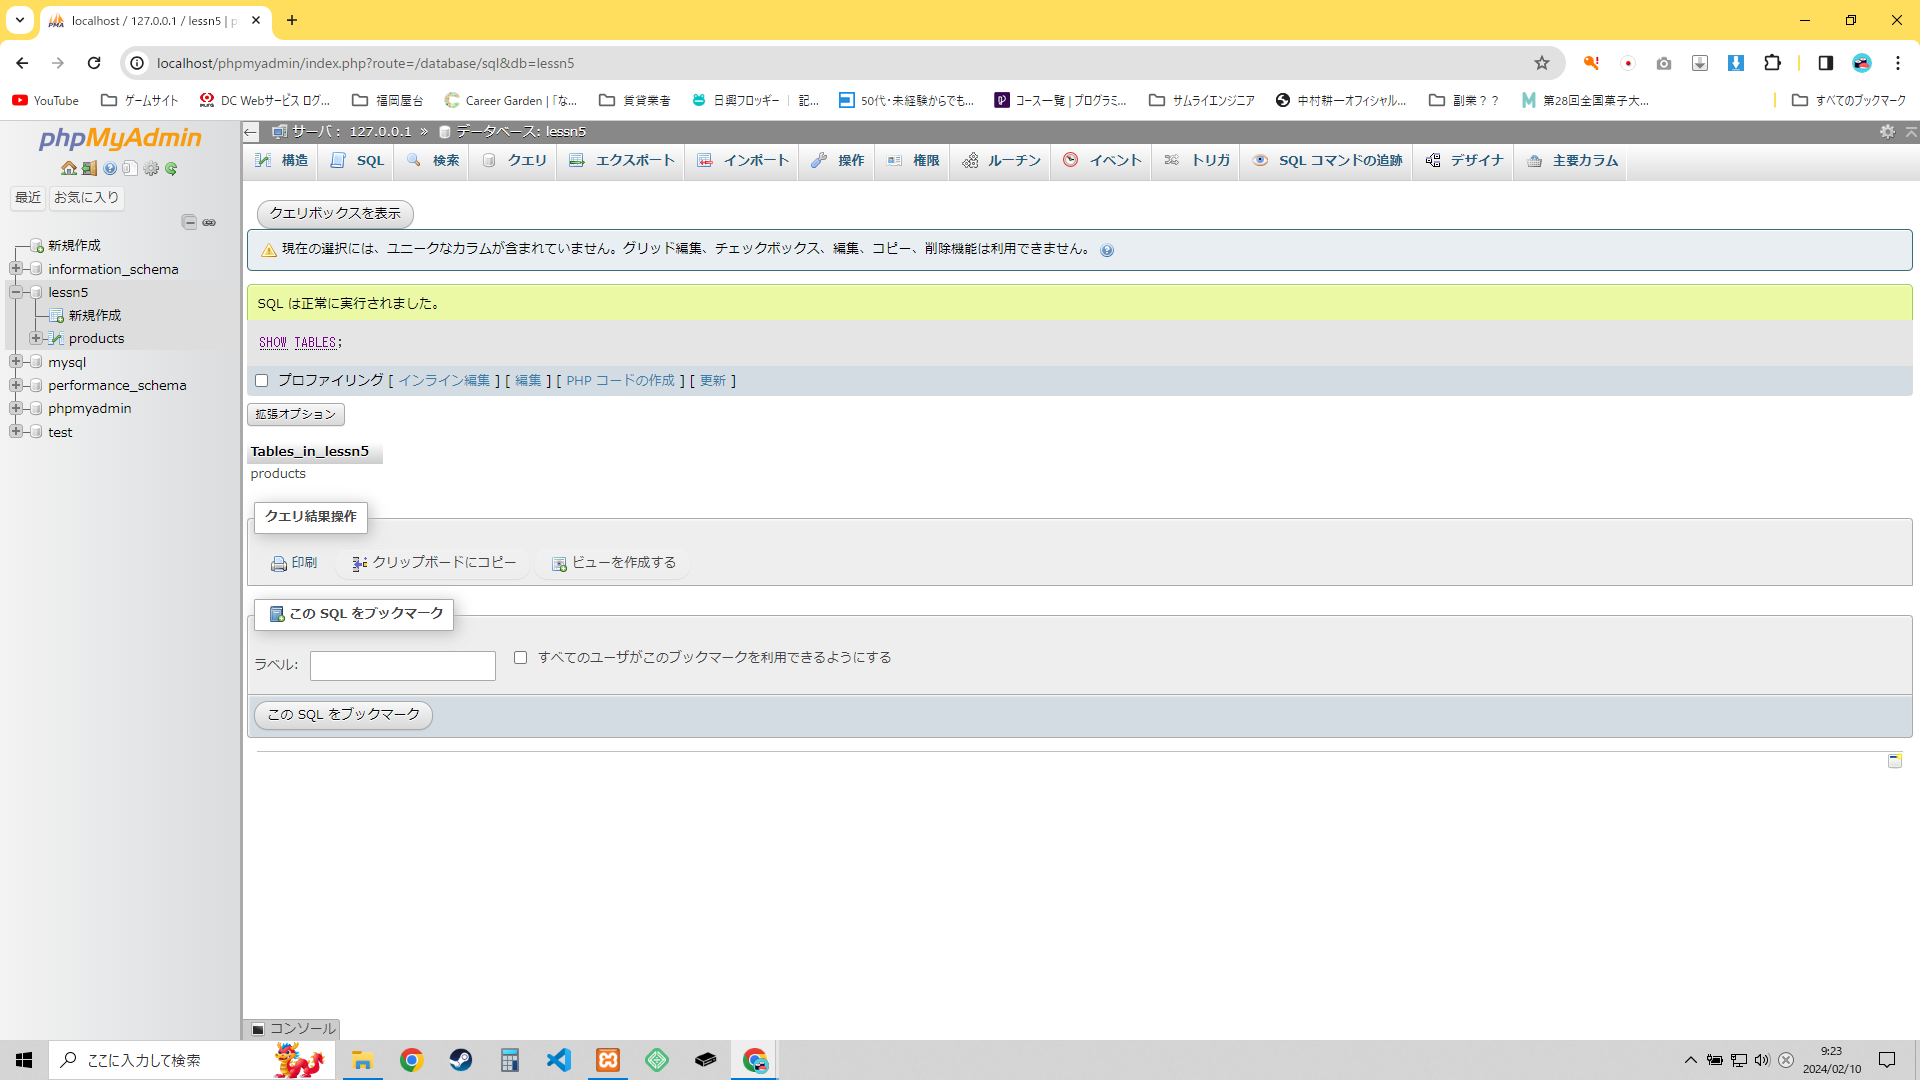 localhost / 127.0.0.1 / lessn5 | p
localhost/phpmyadmin/index.php?route=/database/sql&db=lessn5
YouTube ゲームサイト DC Webサービス ログ... 福岡屋台 Career Garden | 「な... 賃貸業者 日興フロッギー | 記... 50代・未経験からでも... コース一覧 | プログラミ... サムライエンジニア 中村耕一オフィシャル... 副業？？ 第28回全国菓子大... すべてのブックマーク
phpMyAdmin
最近 お気に入り
新規作成
information_schema
lessn5
新規作成
products
mysql
performance_schema
phpmyadmin
test
サーバ: 127.0.0.1 » データベース: lessn5
構造 SQL 検索 クエリ エクスポート インポート 操作 権限 ルーチン イベント トリガ SQL コマンドの追跡 デザイナ 主要カラム
クエリボックスを表示
現在の選択には、ユニークなカラムが含まれていません。グリッド編集、チェックボックス、編集、コピー、削除機能は利用できません。
SQL は正常に実行されました。
SHOW TABLES;
プロファイリング [ インライン編集 ] [ 編集 ] [ PHP コードの作成 ] [ 更新 ]
拡張オプション
Tables_in_lessn5
products
クエリ結果操作
印刷 クリップボードにコピー ビューを作成する
この SQL をブックマーク
ラベル: すべてのユーザがこのブックマークを利用できるようにする
この SQL をブックマーク
コンソール
ここに入力して検索
9:23
2024/02/10